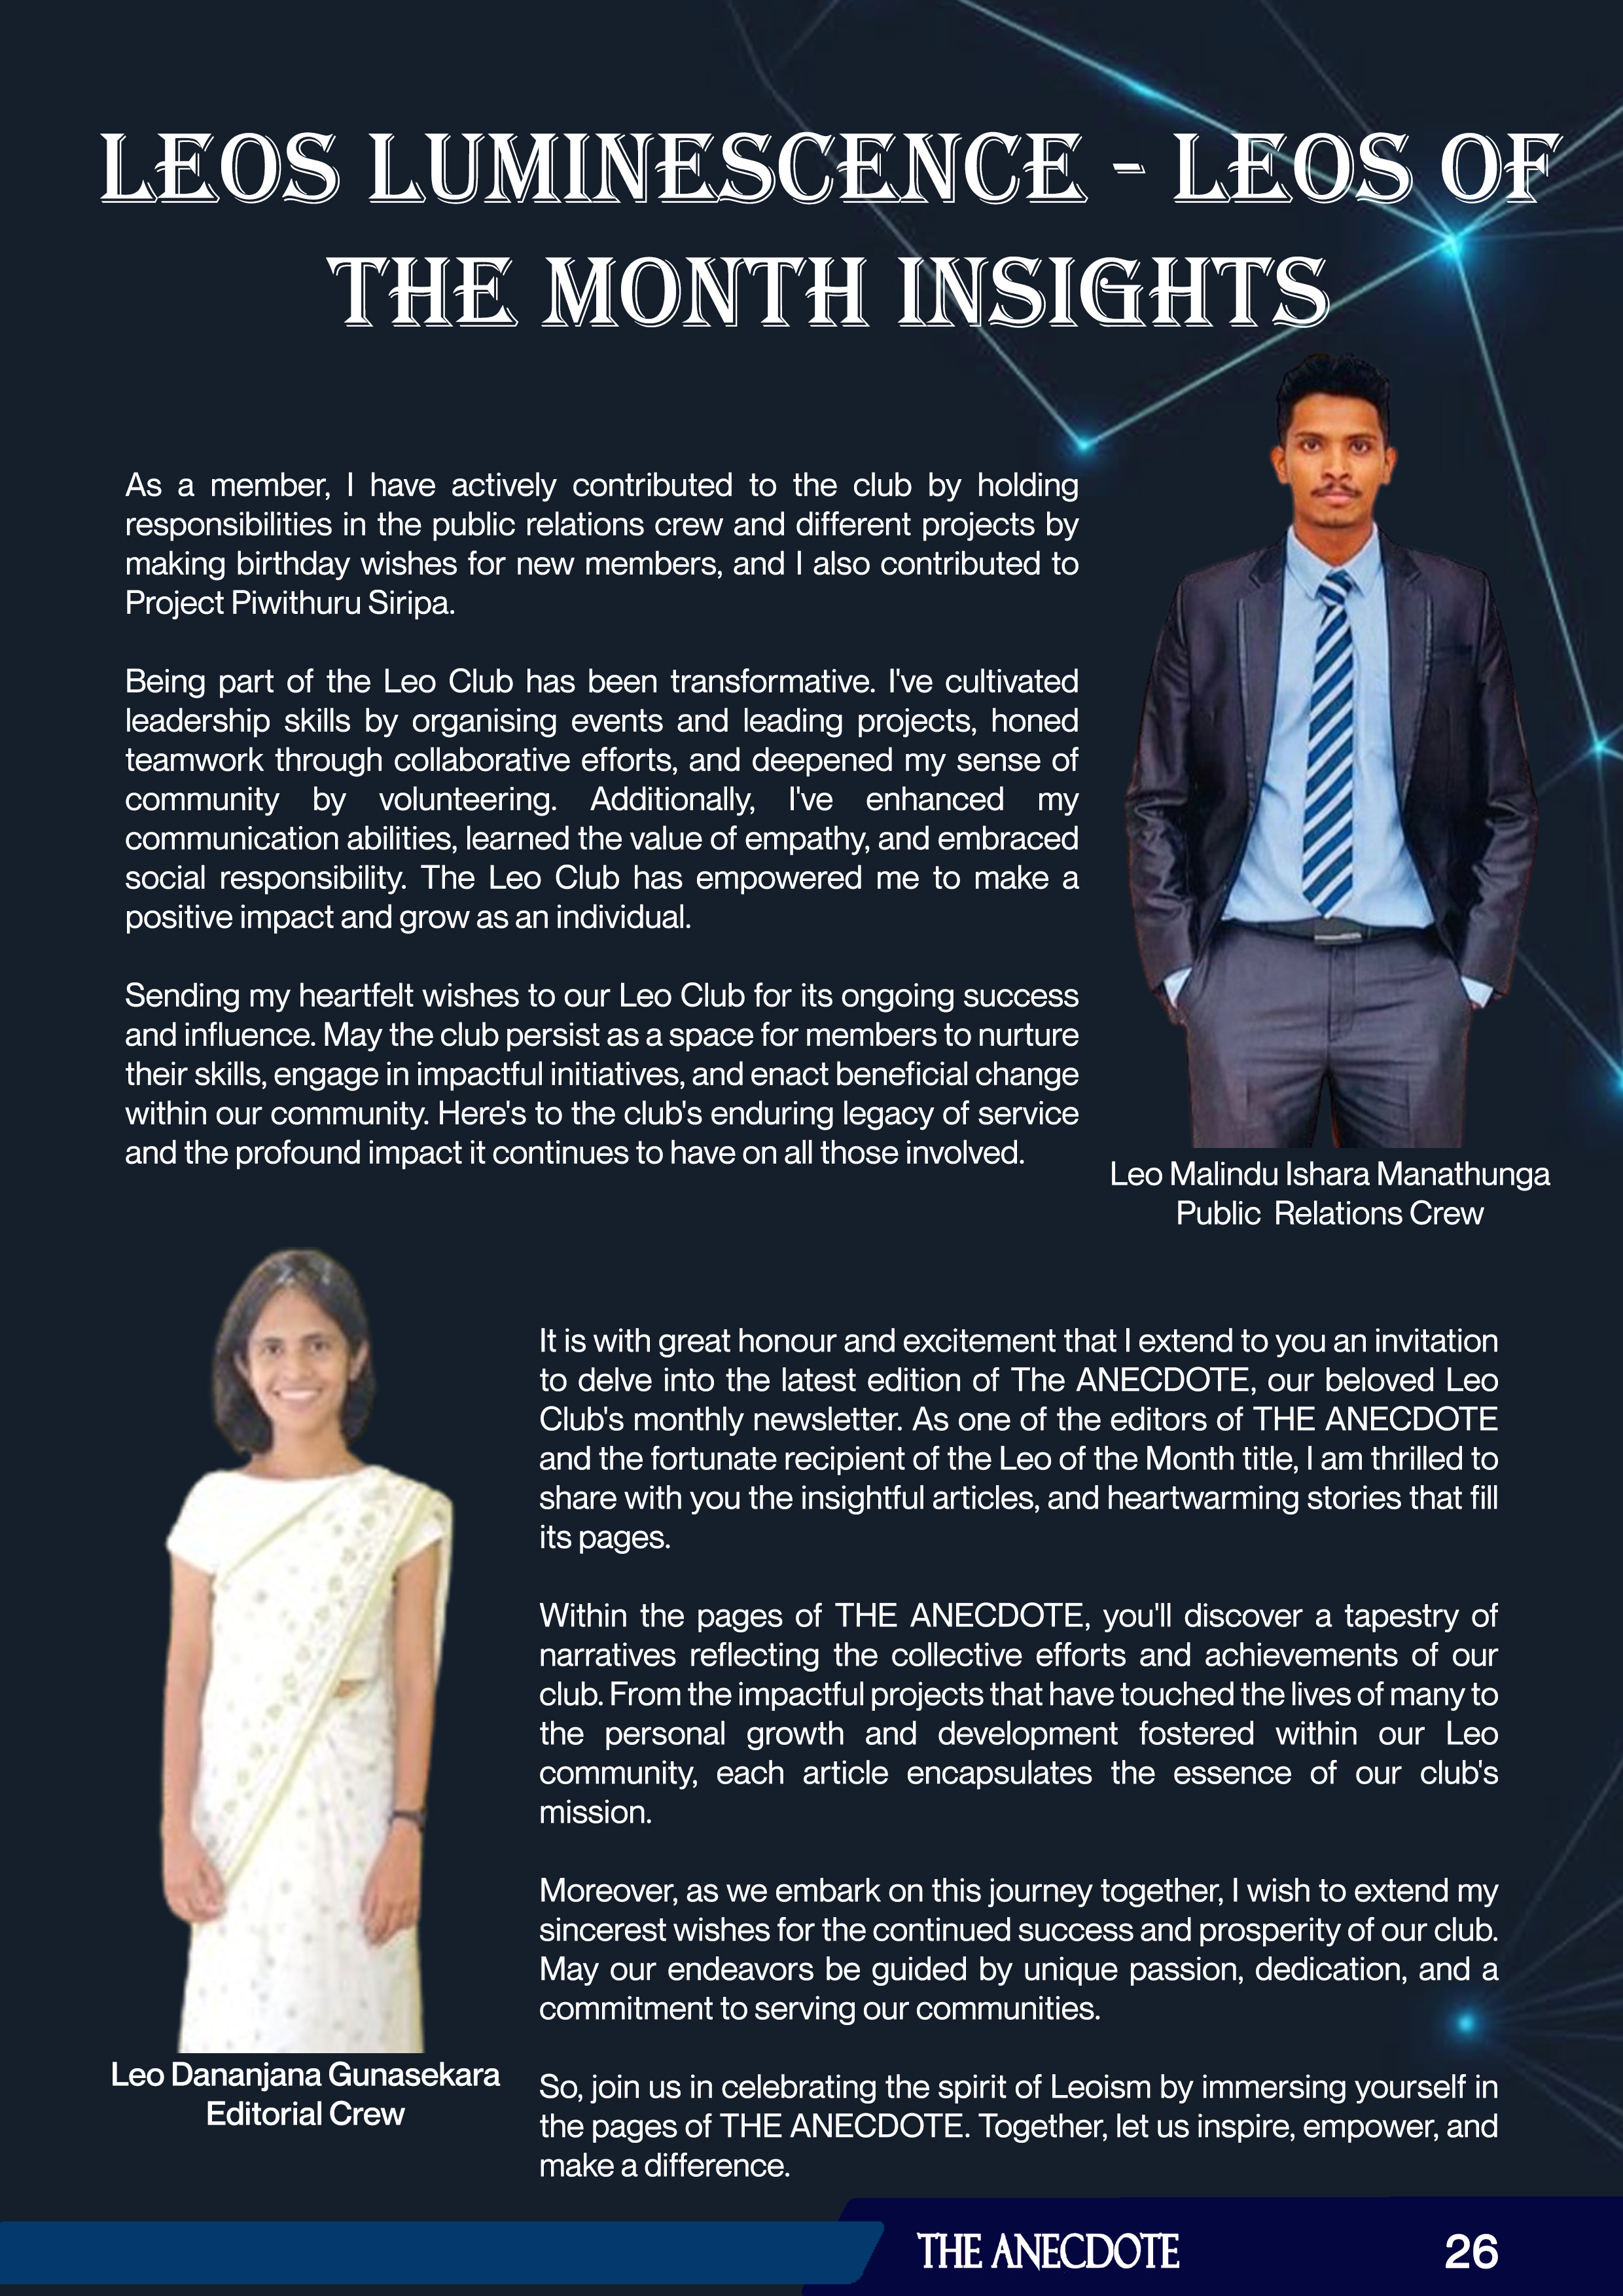 LEOS LUMINESCENCE - LEOS OF
THE MONTH INSIGHTS
As a member, I have actively contributed to the club by holding
responsibilities in the public relations crew and different projects by
making birthday wishes for new members, and I also contributed to
Project Piwithuru Siripa.
Being part of the Leo Club has been transformative. I've cultivated
leadership skills by organising events and leading projects, honed
teamwork through collaborative efforts, and deepened my sense of
community by volunteering. Additionally, I've enhanced my
communication abilities, learned the value of empathy, and embraced
social responsibility. The Leo Club has empowered me to make a
positive impact and grow as an individual.
Sending my heartfelt wishes to our Leo Club for its ongoing success
and influence. May the club persist as a space for members to nurture
their skills, engage in impactful initiatives, and enact beneficial change
within our community. Here's to the club's enduring legacy of service
and the profound impact it continues to have on all those involved.
Leo Malindu Ishara Manathunga
Public Relations Crew
It is with great honour and excitement that I extend to you an invitation
to delve into the latest edition of The ANECDOTE, our beloved Leo
Club's monthly newsletter. As one of the editors of THE ANECDOTE
and the fortunate recipient of the Leo of the Month title, I am thrilled to
share with you the insightful articles, and heartwarming stories that fill
its pages.
Within the pages of THE ANECDOTE, you'll discover a tapestry of
narratives reflecting the collective efforts and achievements of our
club. From the impactful projects that have touched the lives of many to
the personal growth and development fostered within our Leo
community, each article encapsulates the essence of our club's
mission.
Moreover, as we embark on this journey together, I wish to extend my
sincerest wishes for the continued success and prosperity of our club.
May our endeavors be guided by unique passion, dedication, and a
commitment to serving our communities.
So, join us in celebrating the spirit of Leoism by immersing yourself in
the pages of THE ANECDOTE. Together, let us inspire, empower, and
make a difference.
Leo Dananjana Gunasekara
Editorial Crew
THE ANECDOTE
26